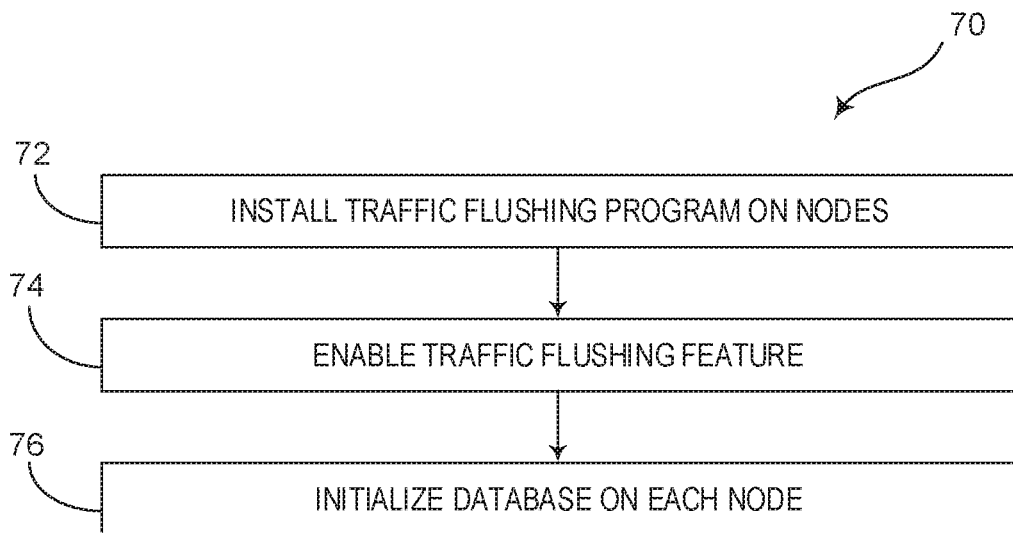 70
72
INSTALL TRAFFIC FLUSHING PROGRAM ON NODES
74
ENABLE TRAFFIC FLUSHING FEATURE
76
INITIALIZE DATABASE ON EACH NODE